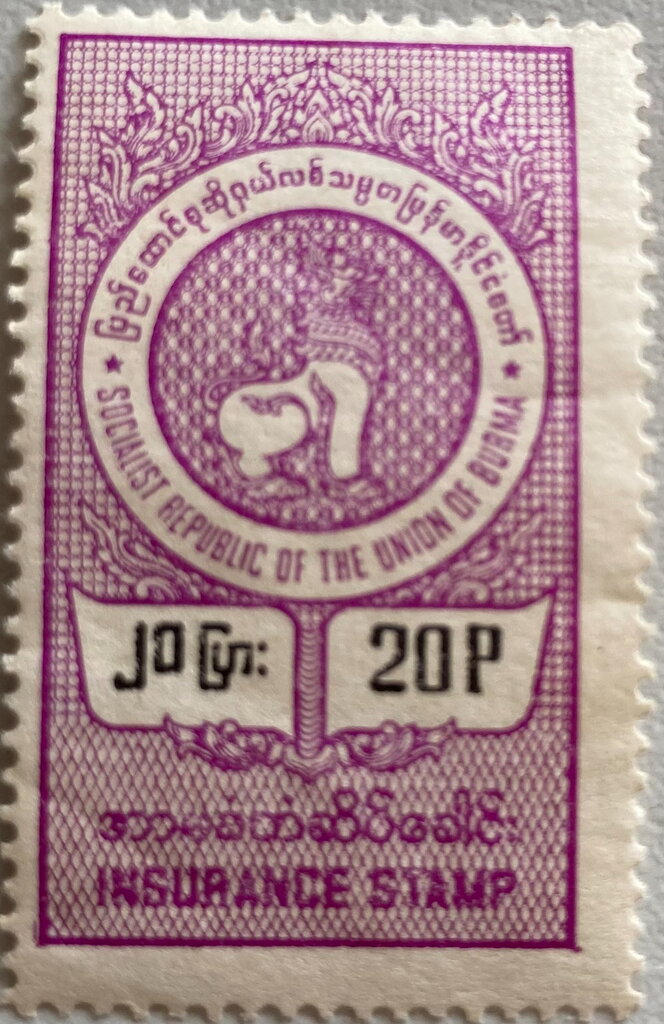 ပြည်ထောင်စုဆိုရှယ်လစ်သမ္မတမြန်မာနိုင်ငံတော်
★ SOCIALIST REPUBLIC OF THE UNION OF BURMA ★
၂၀ ပြား 20 P
အာမခံတံဆိပ်ခေါင်း
INSURANCE STAMP